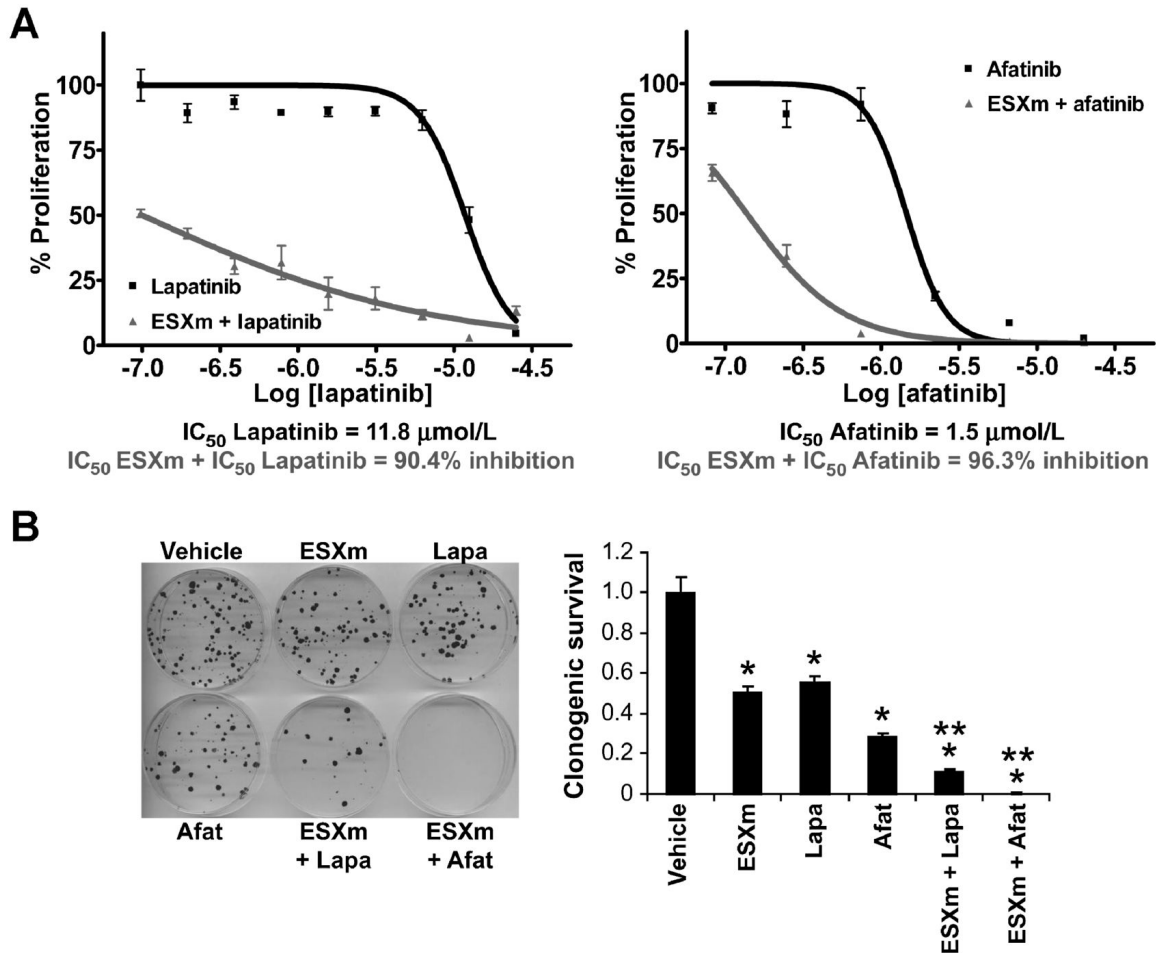 A
% Proliferation
100
75
50
25
0
Lapatinib
ESXm + lapatinib
-7.0 -6.5 -6.0 -5.5 -5.0 -4.5
Log [lapatinib]
IC50 Lapatinib = 11.8 μmol/L
IC50 ESXm + IC50 Lapatinib = 90.4% inhibition
% Proliferation
100
75
50
25
0
Afatinib
ESXm + afatinib
-7.0 -6.5 -6.0 -5.5 -5.0 -4.5
Log [afatinib]
IC50 Afatinib = 1.5 μmol/L
IC50 ESXm + IC50 Afatinib = 96.3% inhibition
B
Vehicle ESXm Lapa
Afat ESXm + Lapa ESXm + Afat
Clonogenic survival
1.2
1.0
0.8
0.6
0.4
0.2
0
* * * ** * ** *
Vehicle
ESXm
Lapa
Afat
ESXm + Lapa
ESXm + Afat